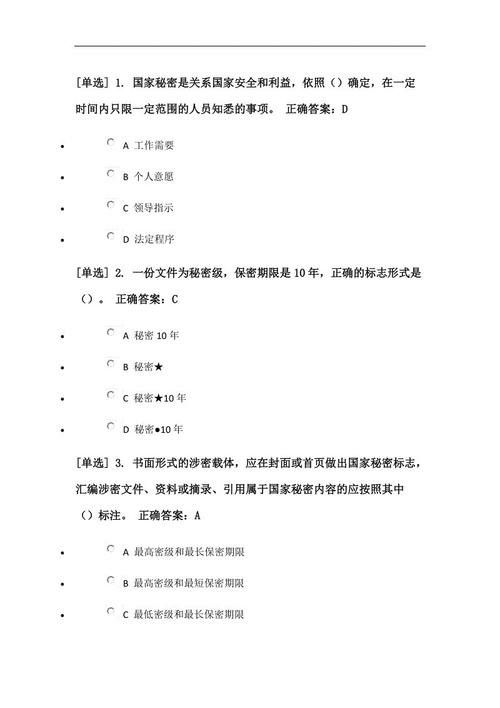 [单选] 1. 国家秘密是关系国家安全和利益，依照（）确定，在一定
时间内只限一定范围的人员知悉的事项。 正确答案：D
A 工作需要
B 个人意愿
C 领导指示
D 法定程序
[单选] 2. 一份文件为秘密级，保密期限是 10 年，正确的标志形式是
（）。 正确答案：C
A 秘密 10 年
B 秘密★
C 秘密★10 年
D 秘密●10 年
[单选] 3. 书面形式的涉密载体，应在封面或首页做出国家秘密标志，
汇编涉密文件、资料或摘录、引用属于国家秘密内容的应按照其中
（）标注。 正确答案：A
A 最高密级和最长保密期限
B 最高密级和最短保密期限
C 最低密级和最长保密期限